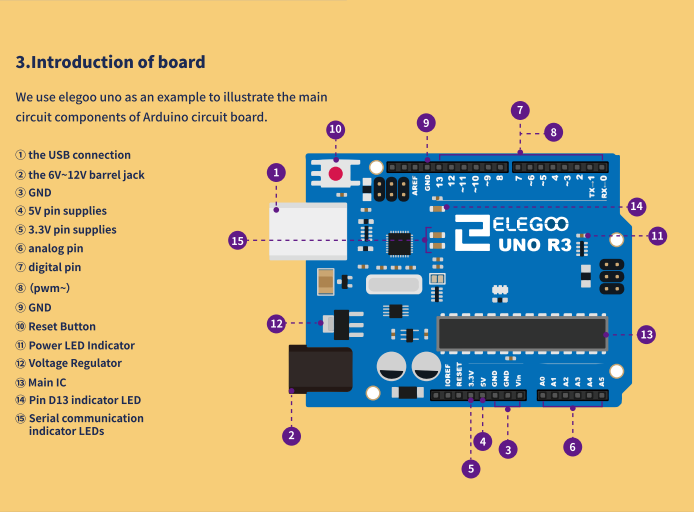 3.Introduction of board
We use elegoo uno as an example to illustrate the main
circuit components of Arduino circuit board.
① the USB connection
② the 6V~12V barrel jack
③ GND
④ 5V pin supplies
⑤ 3.3V pin supplies
⑥ analog pin
⑦ digital pin
⑧ (pwm~)
⑨ GND
⑩ Reset Button
⑪ Power LED Indicator
⑫ Voltage Regulator
⑬ Main IC
⑭ Pin D13 indicator LED
⑮ Serial communication
indicator LEDs
7
9
8
10
1
AREF
GND
13
12
~11
~10
~9
8
7
~6
~5
4
~3
2
TX→1
RX←0
14
ELEGOO
UNO R3
15
11
12
13
IOREF
RESET
3.3V
5V
GND
GND
Vin
A0
A1
A2
A3
A4
A5
2
4
3
6
5